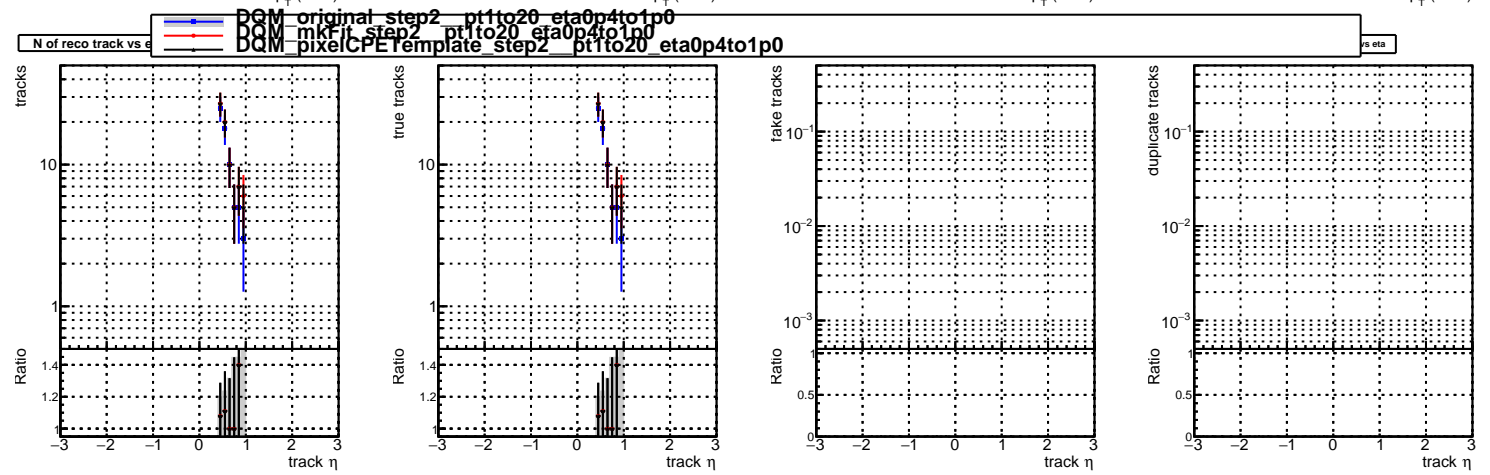 DQM_original_step2__pt1to20_eta0p4to1p0
DQM_mkFit_step2__pt1to20_eta0p4to1p0
DQM_pixelCPETemplate_step2__pt1to20_eta0p4to1p0
N of reco track vs e
vs eta
tracks
10
1
Ratio
1.4
1.2
1
−3 −2 −1 0 1 2 3
track η
true tracks
10
1
Ratio
1.4
1.2
1
−3 −2 −1 0 1 2 3
track η
fake tracks
10−1
10−2
10−3
Ratio
1
0.5
0
−3 −2 −1 0 1 2 3
track η
duplicate tracks
10−1
10−2
10−3
Ratio
1
0.5
0
−3 −2 −1 0 1 2 3
track η